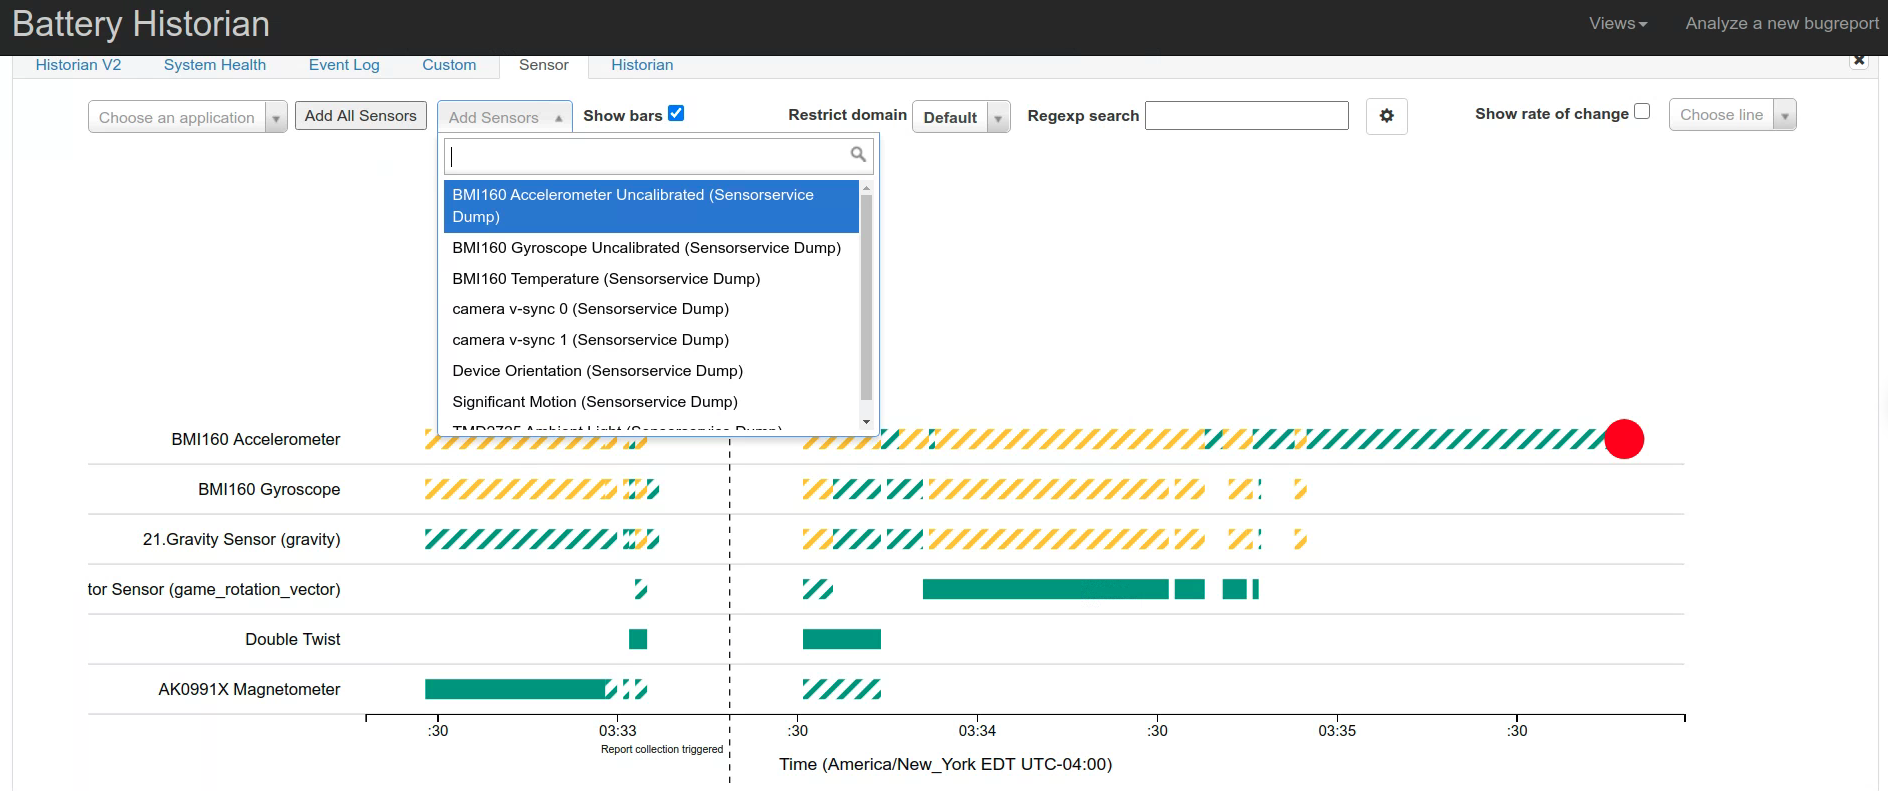 Battery Historian
Views
Analyze a new bugreport
Historian V2
System Health
Event Log
Custom
Sensor
Historian
Choose an application
Add All Sensors
Add Sensors
Show bars
Restrict domain
Default
Regexp search
Show rate of change
Choose line
BMI160 Accelerometer Uncalibrated (Sensorservice
Dump)
BMI160 Gyroscope Uncalibrated (Sensorservice Dump)
BMI160 Temperature (Sensorservice Dump)
camera v-sync 0 (Sensorservice Dump)
camera v-sync 1 (Sensorservice Dump)
Device Orientation (Sensorservice Dump)
Significant Motion (Sensorservice Dump)
BMI160 Accelerometer
BMI160 Gyroscope
21.Gravity Sensor (gravity)
tor Sensor (game_rotation_vector)
Double Twist
AK0991X Magnetometer
:30
03:33
:30
03:34
:30
03:35
:30
Report collection triggered
Time (America/New_York EDT UTC-04:00)